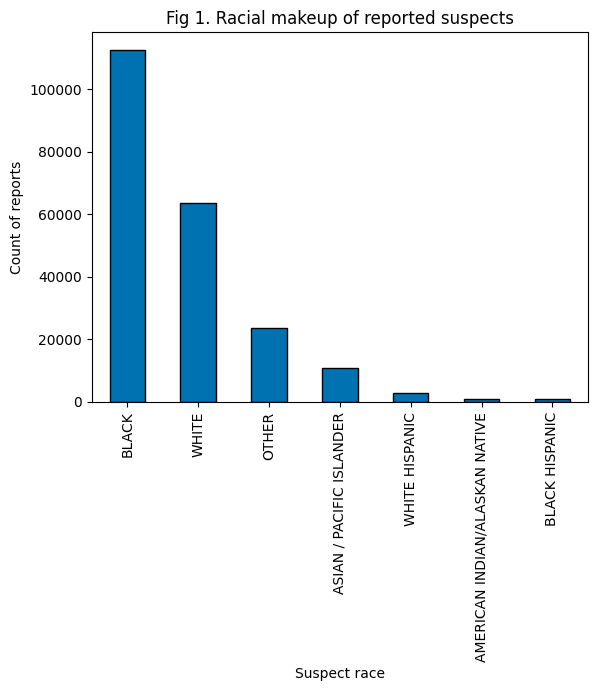 Fig 1. Racial makeup of reported suspects
Count of reports
100000
80000
60000
40000
20000
0
BLACK
WHITE
OTHER
ASIAN / PACIFIC ISLANDER
WHITE HISPANIC
AMERICAN INDIAN/ALASKAN NATIVE
BLACK HISPANIC
Suspect race